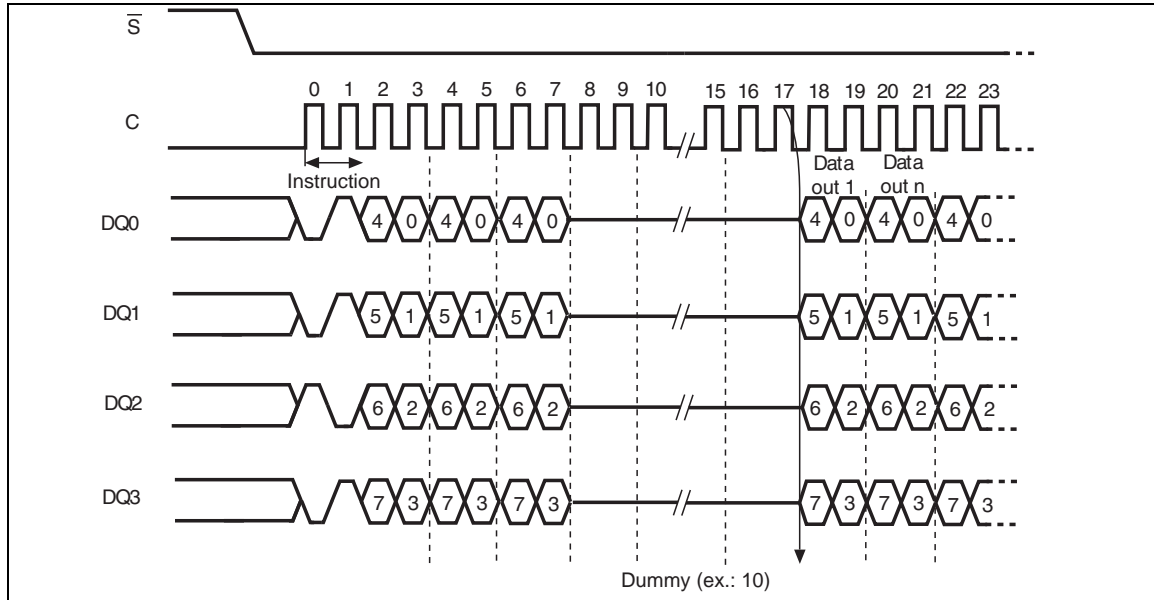 S
0 1 2 3 4 5 6 7 8 9 10 15 16 17 18 19 20 21 22 23
C
Instruction
Data out 1
Data out n
DQ0 4 0 4 0 4 0 4 0 4 0 4 0
DQ1 5 1 5 1 5 1 5 1 5 1 5 1
DQ2 6 2 6 2 6 2 6 2 6 2 6 2
DQ3 7 3 7 3 7 3 7 3 7 3 7 3
Dummy (ex.: 10)